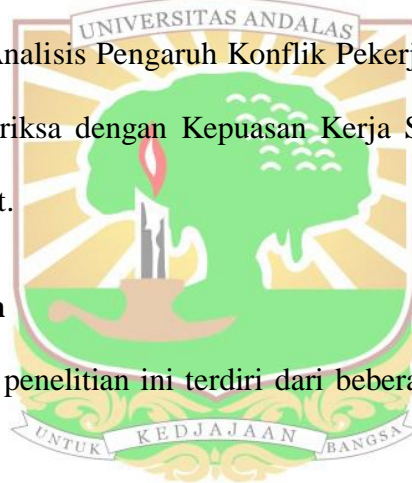 UNIVERSITAS ANDALAS
Analisis Pengaruh Konflik Pekerj
riksa dengan Kepuasan Kerja S
t.
n
penelitian ini terdiri dari bebera
UNTUK KEDJAJAAN BANGSA